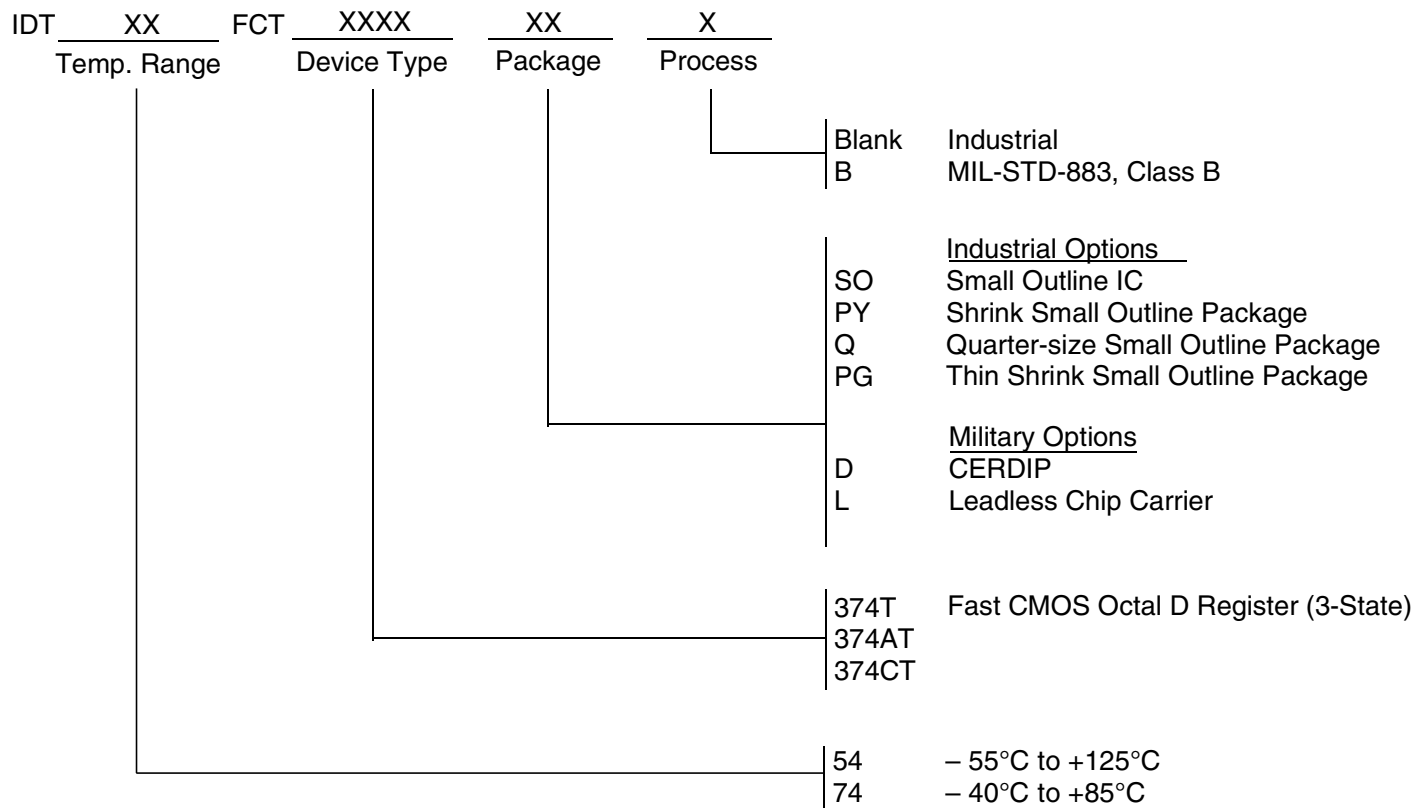 IDT XX FCT XXXX XX X
Temp. Range Device Type Package Process
Blank Industrial
B MIL-STD-883, Class B
Industrial Options
SO Small Outline IC
PY Shrink Small Outline Package
Q Quarter-size Small Outline Package
PG Thin Shrink Small Outline Package
Military Options
D CERDIP
L Leadless Chip Carrier
374T Fast CMOS Octal D Register (3-State)
374AT
374CT
54 – 55°C to +125°C
74 – 40°C to +85°C